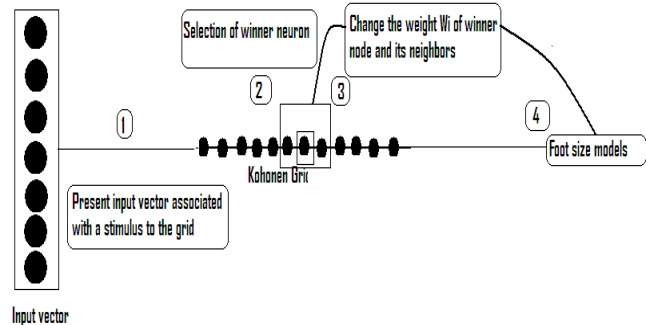 Selection of winner neuron
Change the weight Wi of winner
node and its neighbors
2
3
1
4
Foot size models
Kohonen Gric
Present input vector associated
with a stimulus to the grid
Input vector